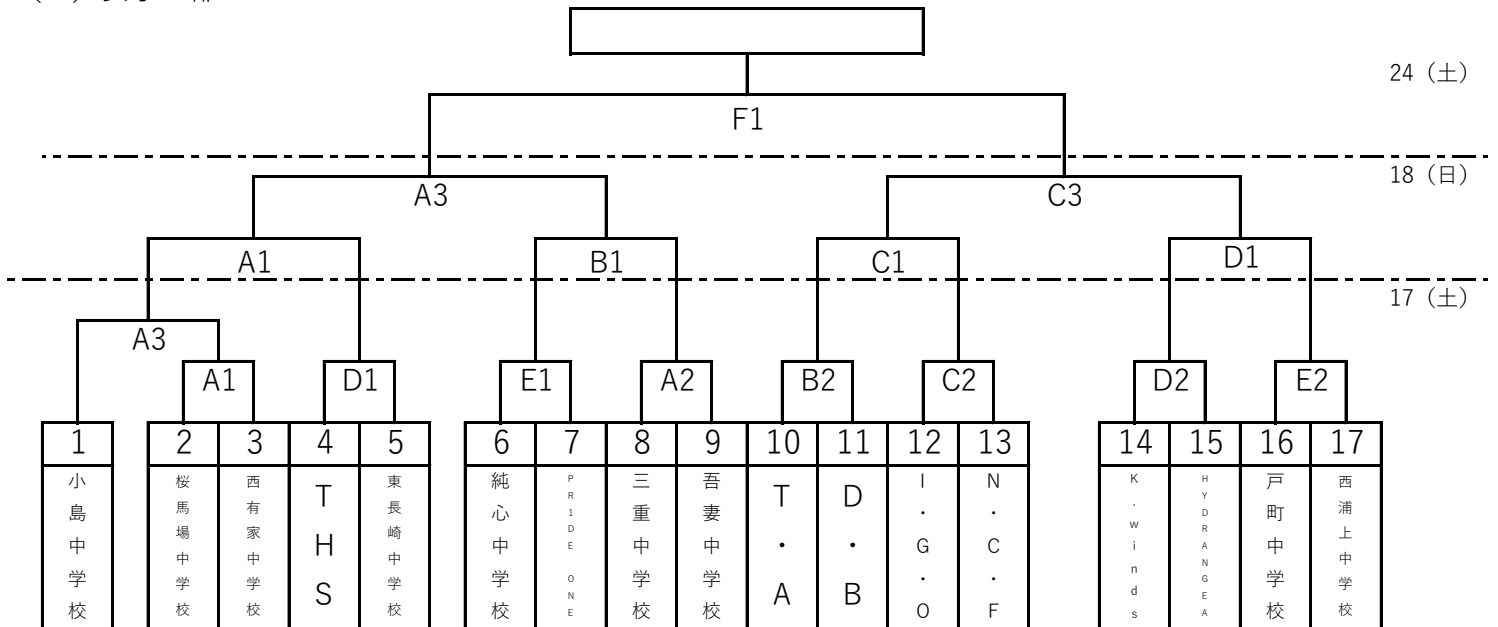 24（土）
F1
18（日）
A3
C3
A1
B1
C1
D1
17（土）
A3
A1
D1
E1
A2
B2
C2
D2
E2
1
2
3
4
5
6
7
8
9
10
11
12
13
14
15
16
17
小島中学校
桜馬場中学校
西有家中学校
THS
東長崎中学校
純心中学校
PR1DE ONE
三重中学校
吾妻中学校
T・A
D・B
I・G・O
N・C・F
K.winds
HYDRANGEA
戸町中学校
西浦上中学校